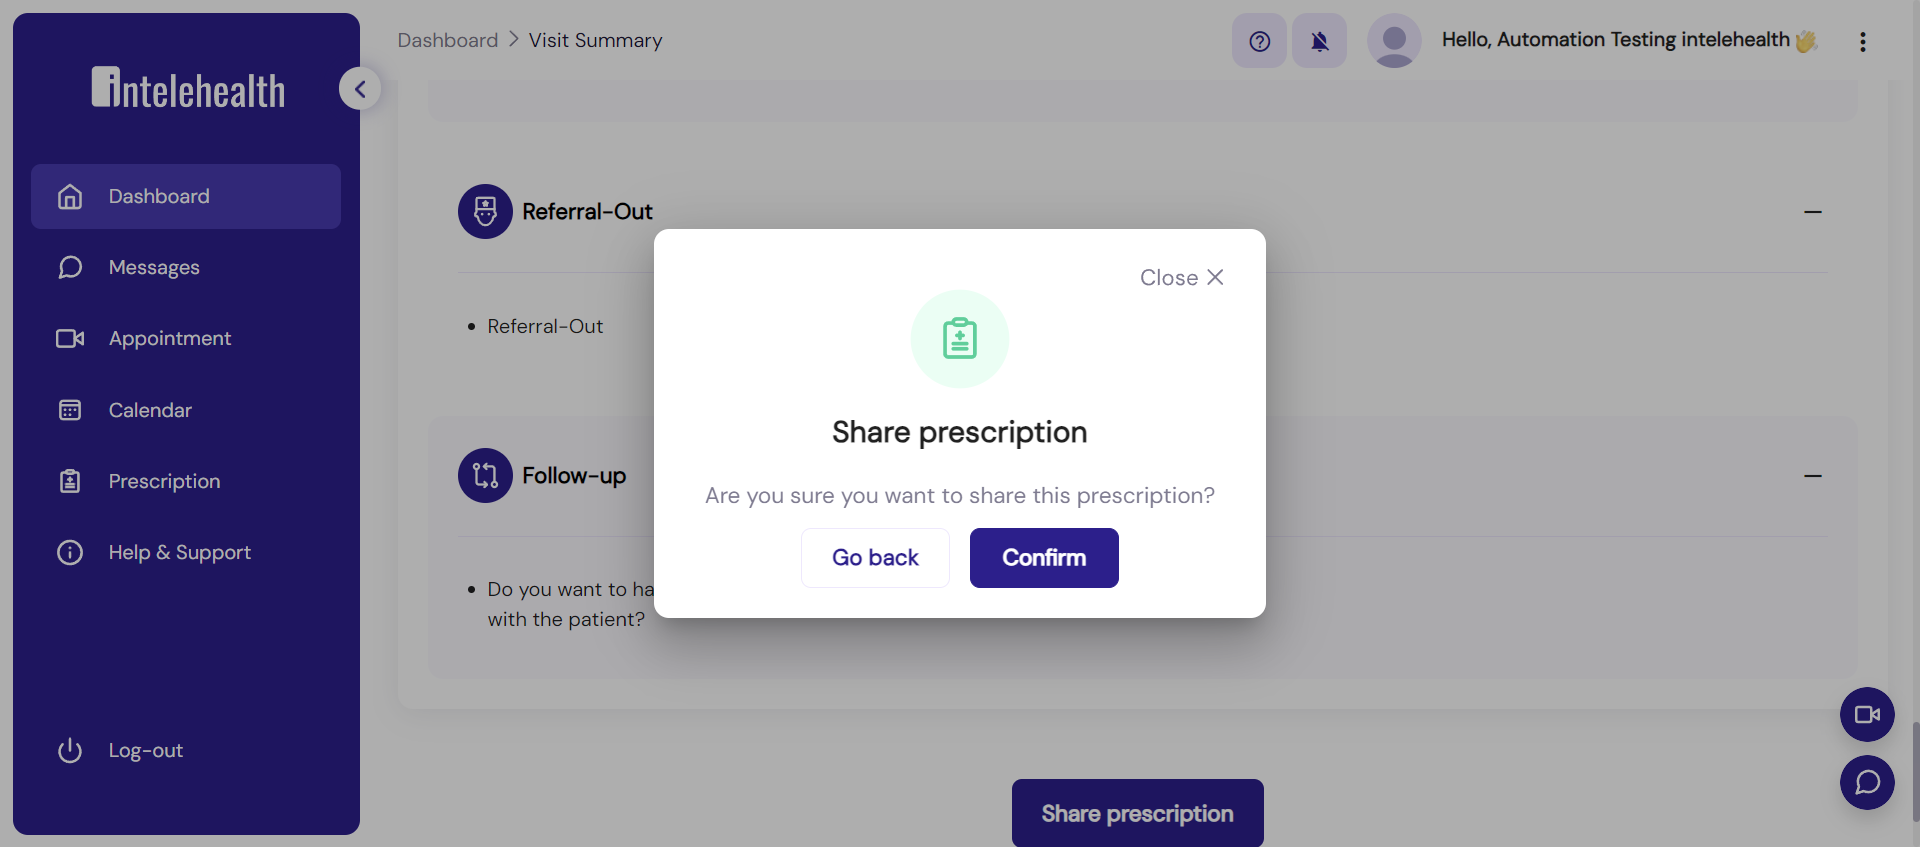 intelehealth
Dashboard
Messages
Appointment
Calendar
Prescription
Help & Support
Log-out
Dashboard > Visit Summary
Hello, Automation Testing intelehealth 👋
Referral-Out
Referral-Out
Follow-up
Do you want to ha
with the patient?
Close
Share prescription
Are you sure you want to share this prescription?
Go back
Confirm
Share prescription